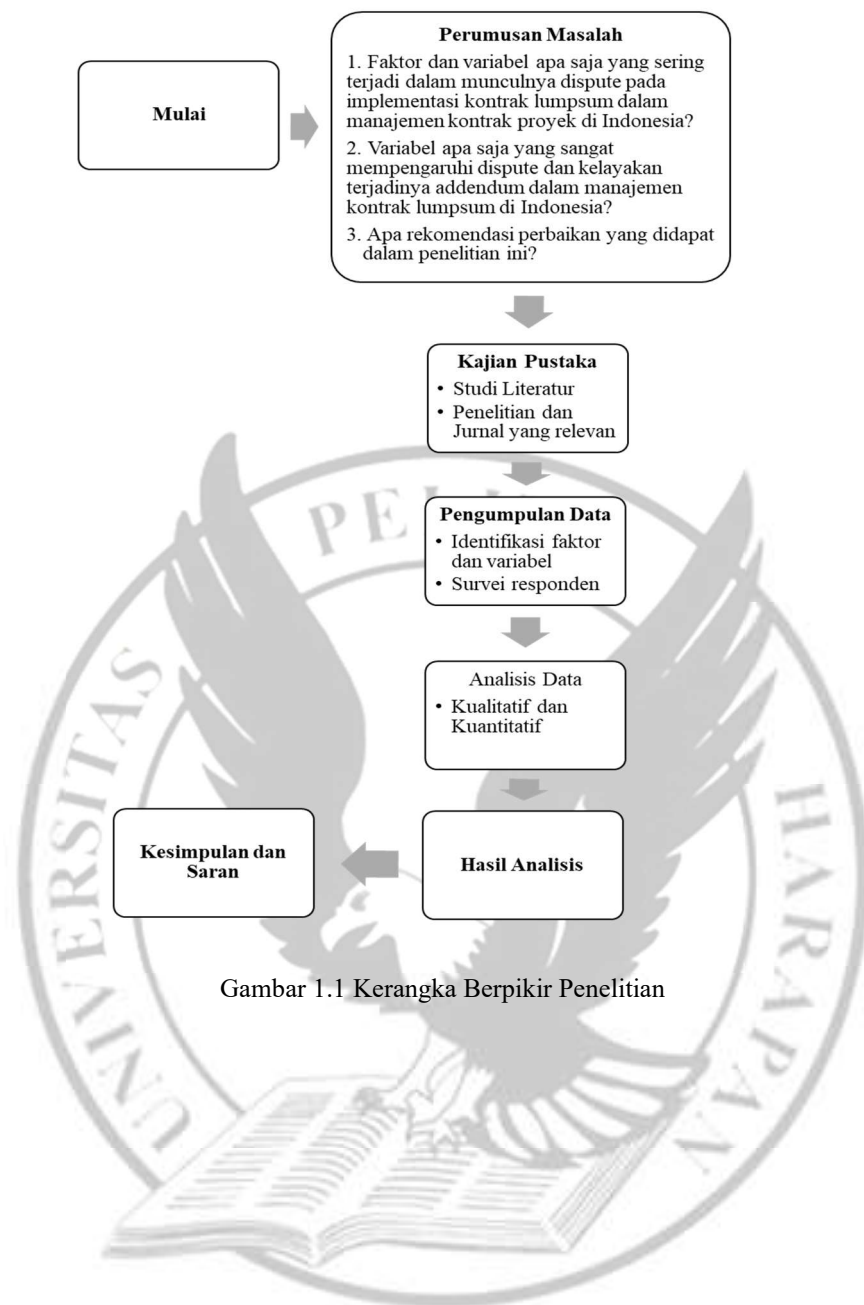 Mulai
Perumusan Masalah
1. Faktor dan variabel apa saja yang sering
terjadi dalam munculnya dispute pada
implementasi kontrak lumpsum dalam
manajemen kontrak proyek di Indonesia?
2. Variabel apa saja yang sangat
mempengaruhi dispute dan kelayakan
terjadinya addendum dalam manajemen
kontrak lumpsum di Indonesia?
3. Apa rekomendasi perbaikan yang didapat
dalam penelitian ini?
Kajian Pustaka
• Studi Literatur
• Penelitian dan
Jurnal yang relevan
Pengumpulan Data
• Identifikasi faktor
dan variabel
• Survei responden
Analisis Data
• Kualitatif dan
Kuantitatif
Hasil Analisis
Kesimpulan dan
Saran
Gambar 1.1 Kerangka Berpikir Penelitian
UNIVERSITAS
PEL
HARAPAN